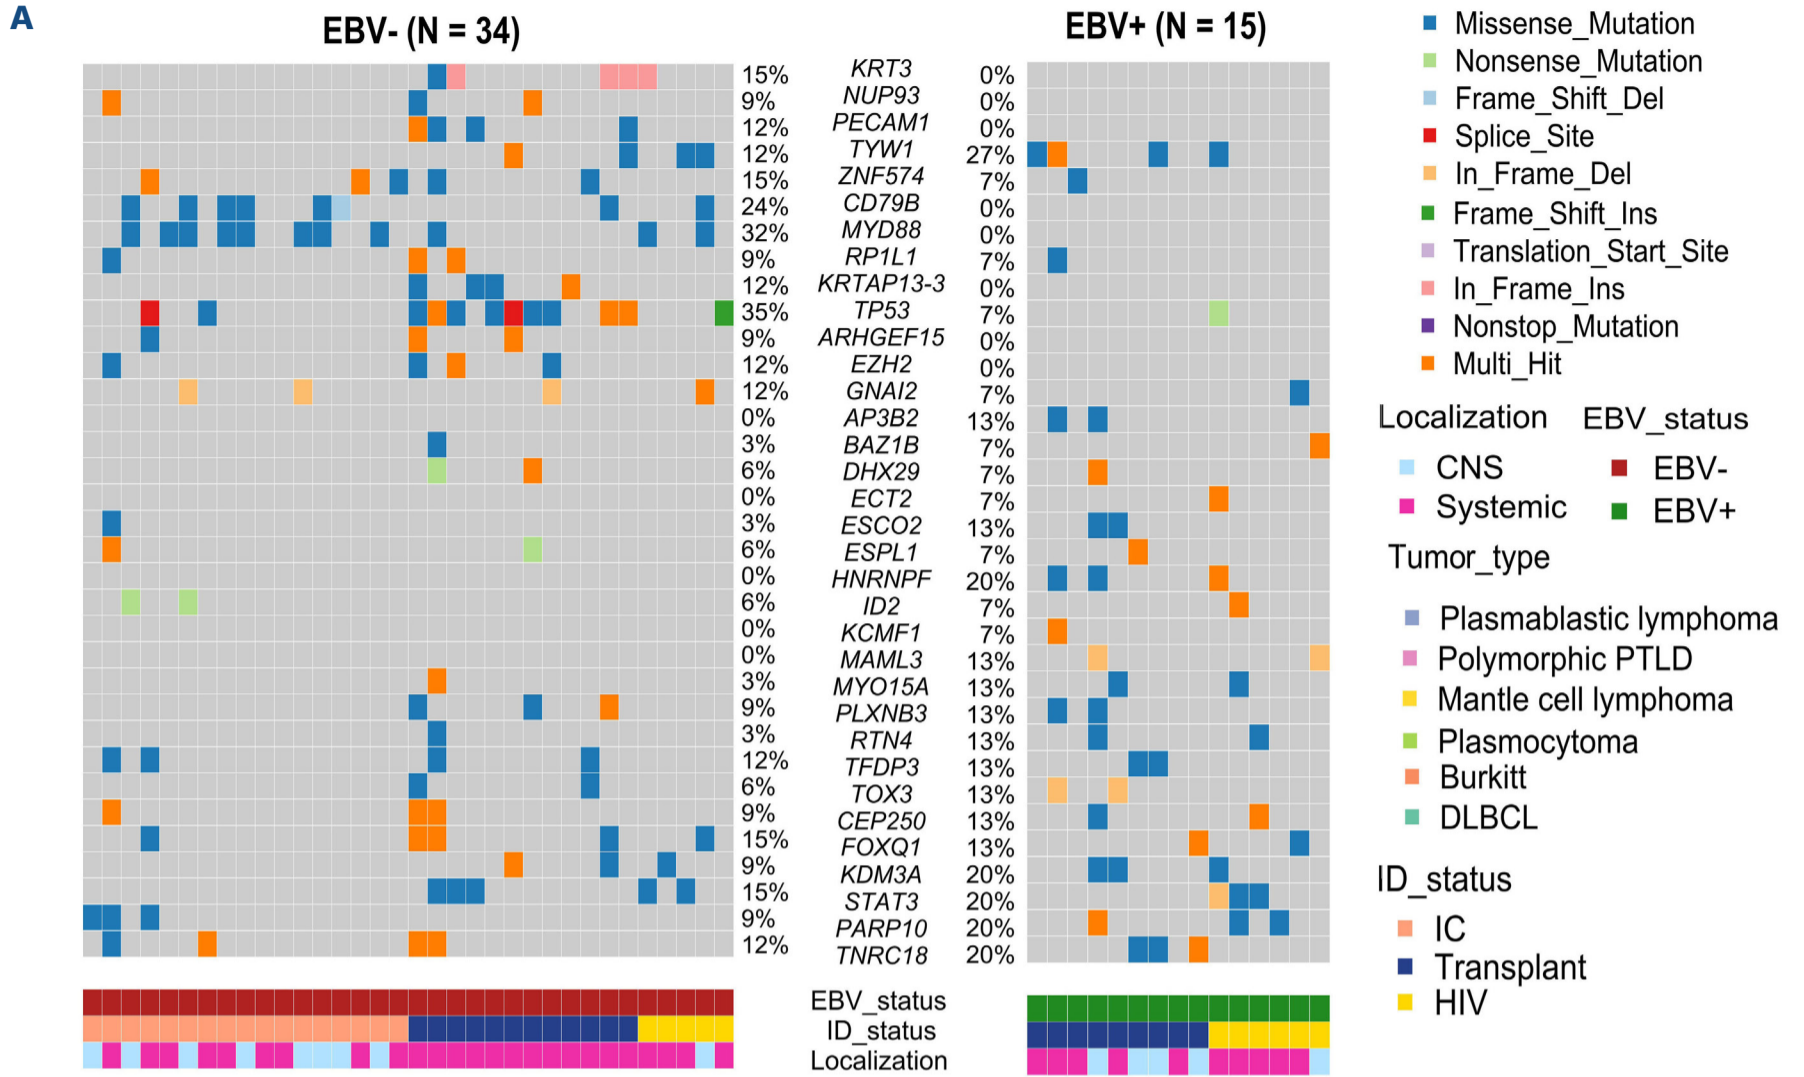 A
EBV- (N = 34)
EBV+ (N = 15)
15% KRT3 0%
9% NUP93 0%
12% PECAM1 0%
12% TYW1 27%
15% ZNF574 7%
24% CD79B 0%
32% MYD88 0%
9% RP1L1 7%
12% KRTAP13-3 0%
35% TP53 7%
9% ARHGEF15 0%
12% EZH2 0%
12% GNAI2 7%
0% AP3B2 13%
3% BAZ1B 7%
6% DHX29 7%
0% ECT2 7%
3% ESCO2 13%
6% ESPL1 7%
0% HNRNPF 20%
6% ID2 7%
0% KCMF1 7%
0% MAML3 13%
3% MYO15A 13%
9% PLXNB3 13%
3% RTN4 13%
12% TFDP3 13%
6% TOX3 13%
9% CEP250 13%
15% FOXQ1 13%
9% KDM3A 20%
15% STAT3 20%
9% PARP10 20%
12% TNRC18 20%
EBV_status
ID_status
Localization
Missense_Mutation
Nonsense_Mutation
Frame_Shift_Del
Splice_Site
In_Frame_Del
Frame_Shift_Ins
Translation_Start_Site
In_Frame_Ins
Nonstop_Mutation
Multi_Hit
Localization EBV_status
CNS EBV-
Systemic EBV+
Tumor_type
Plasmablastic lymphoma
Polymorphic PTLD
Mantle cell lymphoma
Plasmocytoma
Burkitt
DLBCL
ID_status
IC
Transplant
HIV